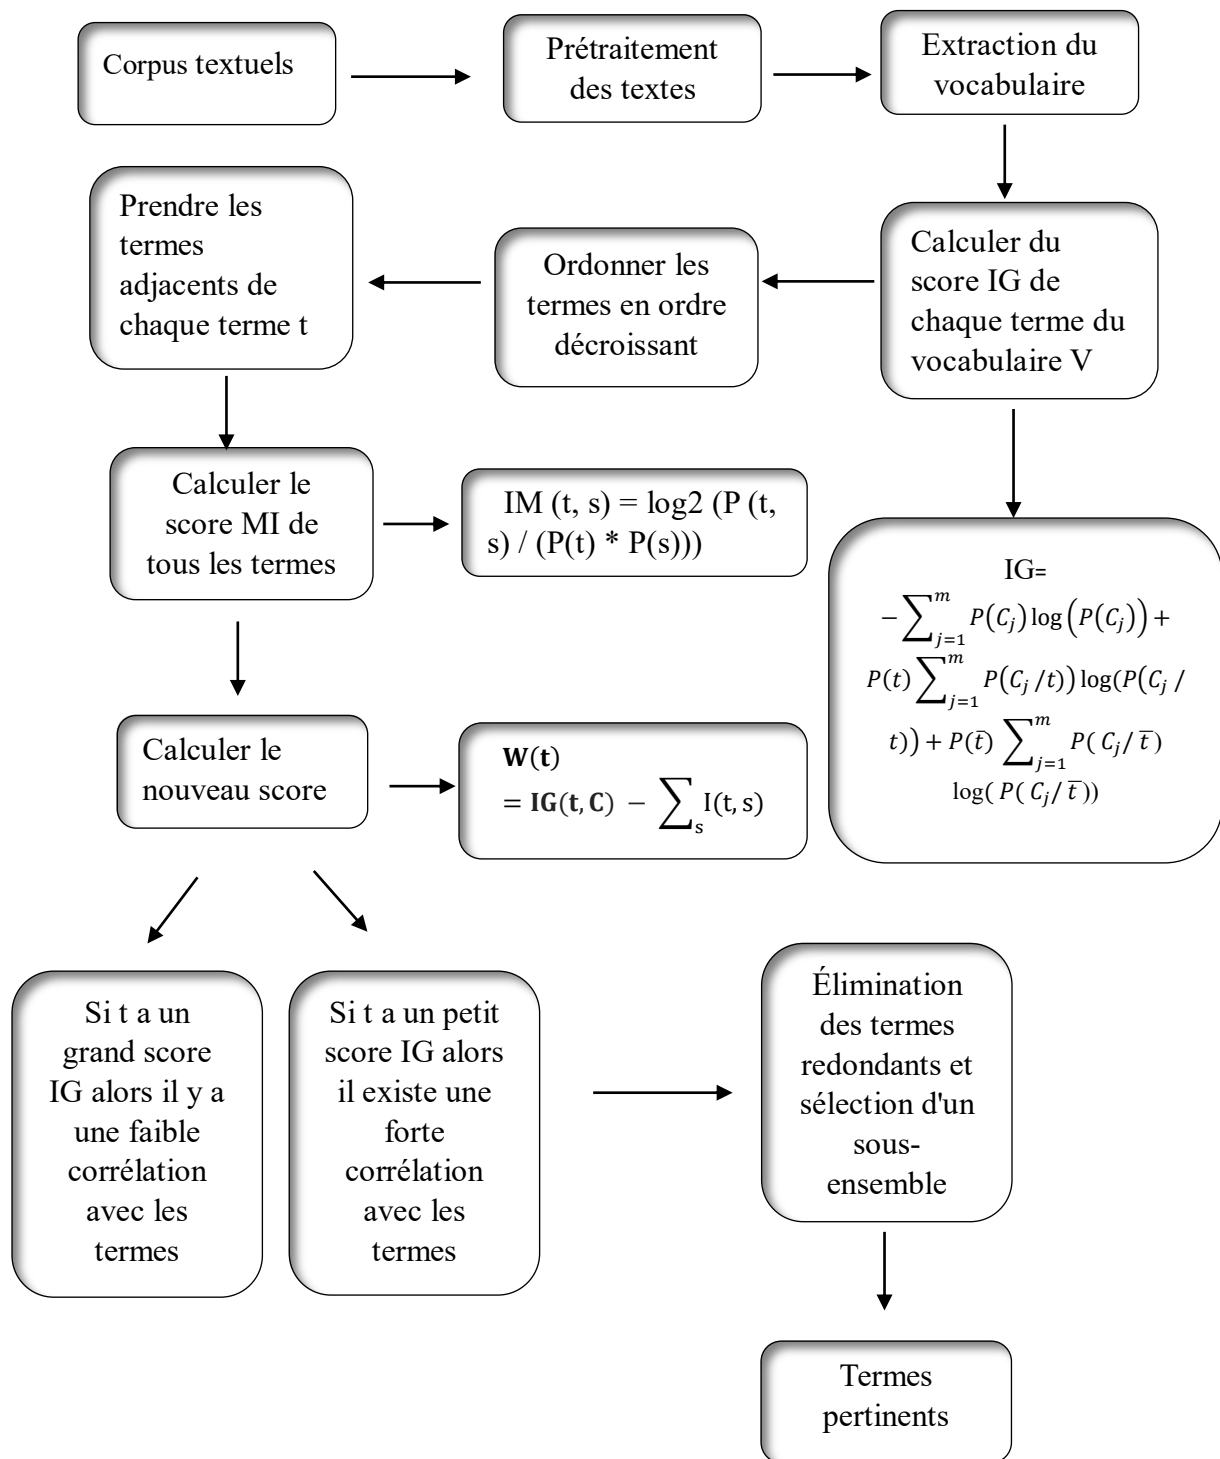 Corpus textuels
Prétraitement
des textes
Extraction du
vocabulaire
Calculer du
score IG de
chaque terme du
vocabulaire V
Ordonner les
termes en ordre
décroissant
Prendre les
termes
adjacents de
chaque terme t
Calculer le
score MI de
tous les termes
IM (t, s) = log2 (P (t,
s) / (P(t) * P(s)))
IG=
− ∑_{j=1}^{m} P(C_j) log (P(C_j)) +
P(t) ∑_{j=1}^{m} P(C_j /t)) log(P(C_j /
t)) + P(t̅) ∑_{j=1}^{m} P( C_j/ t̅)
log( P( C_j/ t̅))
Calculer le
nouveau score
W(t)
= IG(t, C) − ∑_s I(t, s)
Si t a un
grand score
IG alors il y a
une faible
corrélation
avec les
termes
Si t a un petit
score IG alors
il existe une
forte
corrélation
avec les
termes
Élimination
des termes
redondants et
sélection d'un
sous-
ensemble
Termes
pertinents